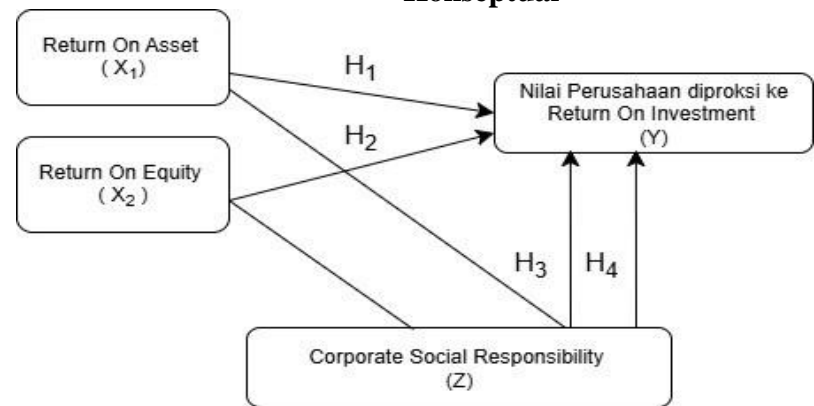 Konseptual
Return On Asset
( X₁)
H₁
Nilai Perusahaan diproksi ke
Return On Investment
(Y)
H₂
Return On Equity
( X₂ )
H₃
H₄
Corporate Social Responsibility
(Z)